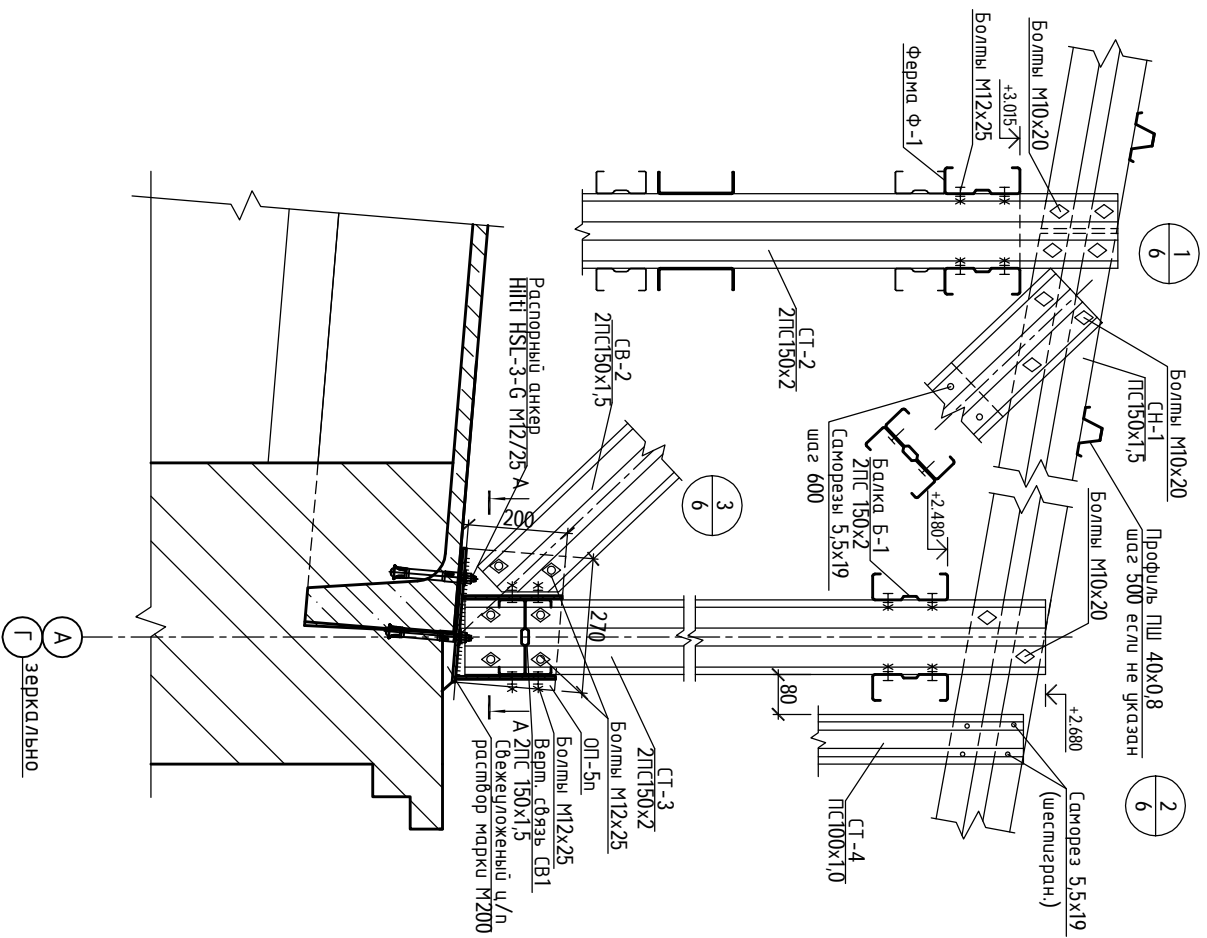 1
6
Болты М10х20
Болты М12х25
+3.015
Ферма Ф-1
СТ-2
2ПС150х2
Болты М10х20
СН-1
ПС150х1,5
Саморезы 5,5х19
шаг 600
Профиль ПШ 40х0,8
шаг 500 если не указан
2
6
Болты М10х20
+2.680
+2.480
Балка Б-1
2ПС 150х2
80
Саморез 5,5х19
(шестигран.)
СТ-4
ПС100х1,0
3
6
СВ-2
2ПС150х1,5
Распорный анкер
Hilti HSL-3-G М12/25
А
200
270
СТ-3
2ПС150х2
Болты М12х25
ОП-5п
Болты М12х25
Верт. связь СВ1
2ПС 150х1,5
А
Свежеуложеный ц/п
раствор марки М200
А
Г
зеркально